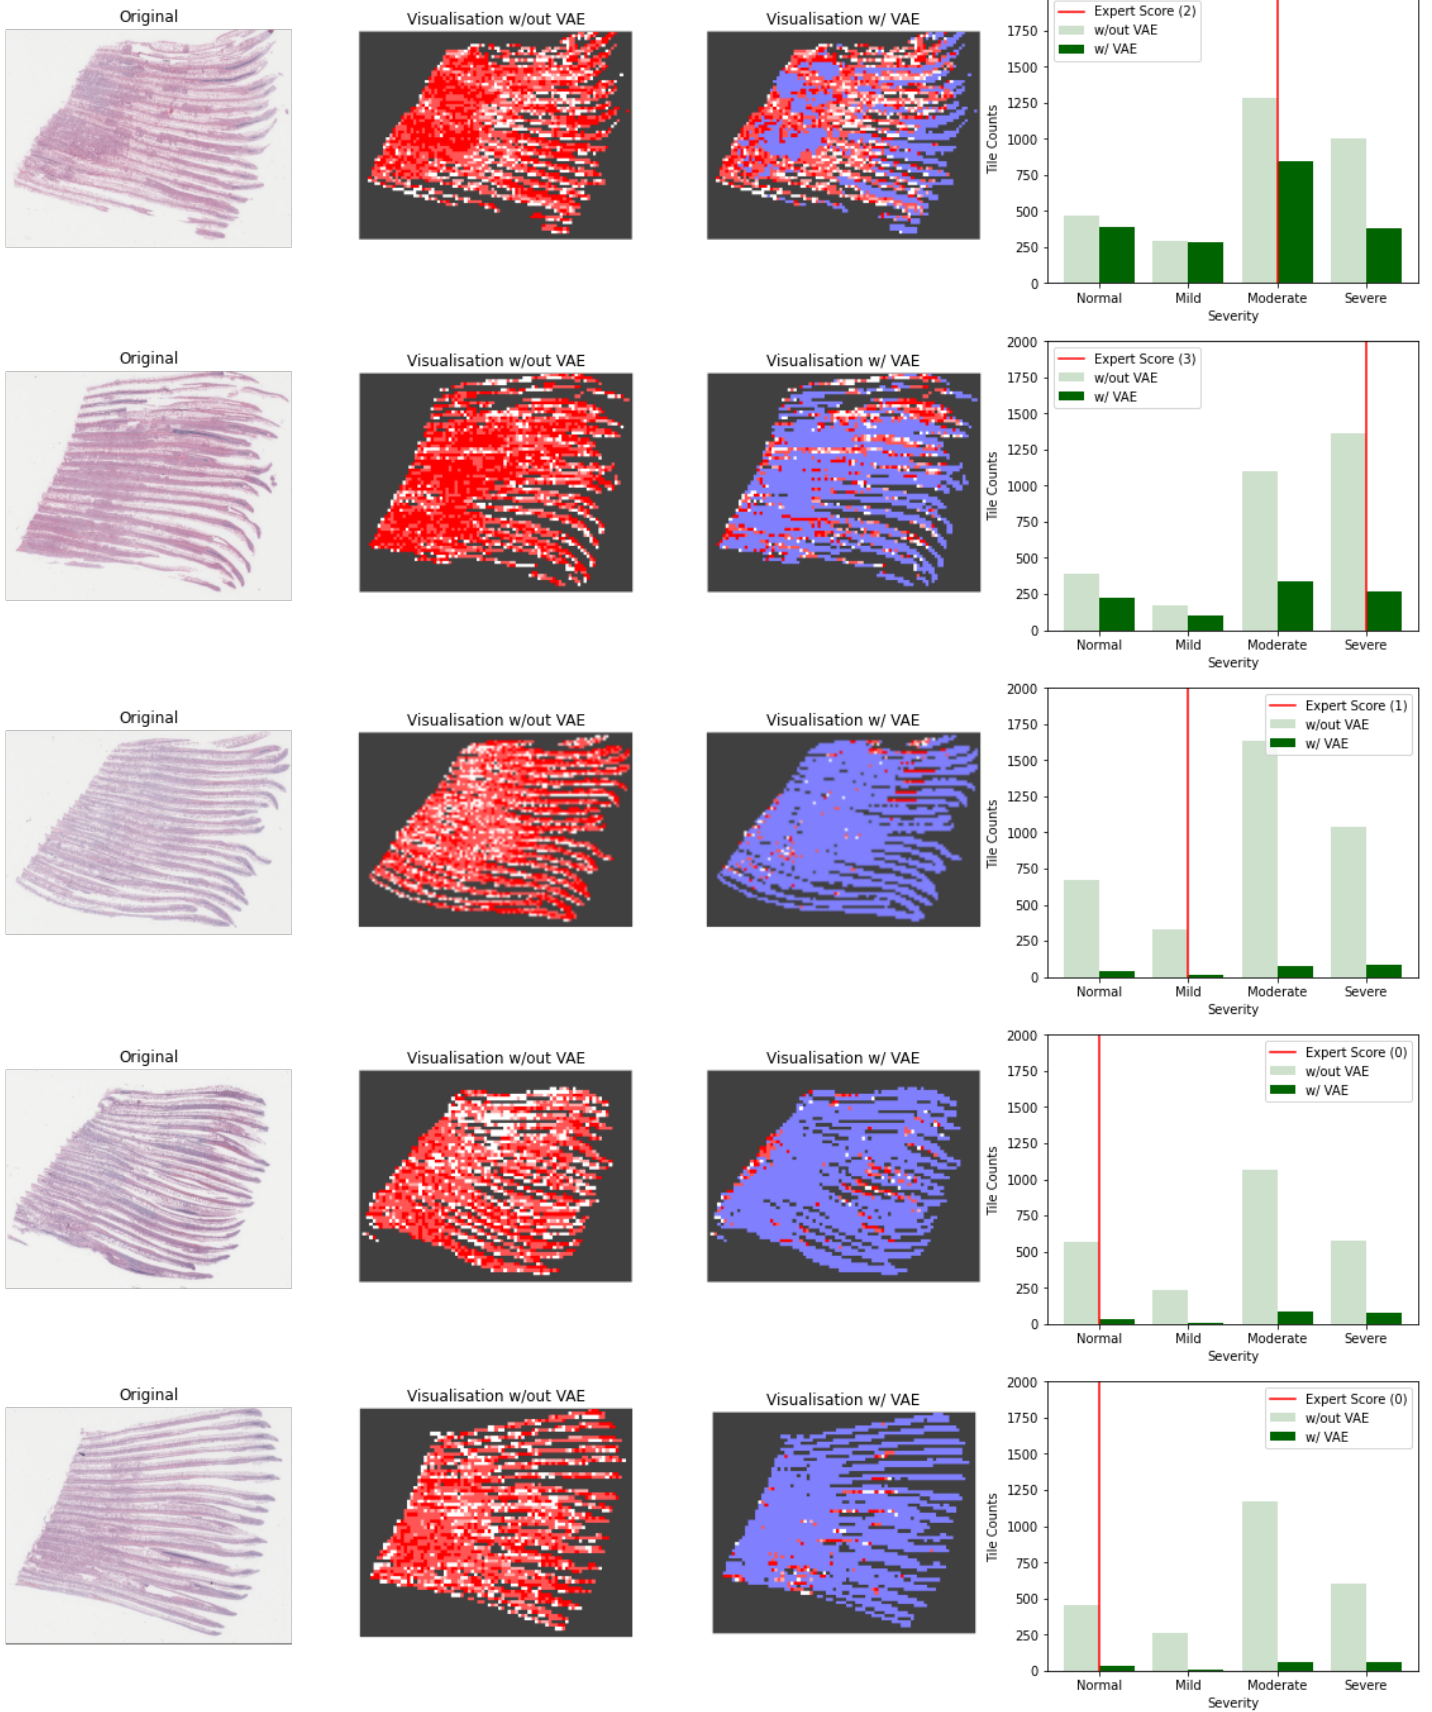 Original
Visualisation w/out VAE
Visualisation w/ VAE
Expert Score (2)
w/out VAE
w/ VAE
1750
1500
1250
1000
750
500
250
0
Tile Counts
Normal Mild Moderate Severe
Severity
Original
Visualisation w/out VAE
Visualisation w/ VAE
Expert Score (3)
w/out VAE
w/ VAE
2000
1750
1500
1250
1000
750
500
250
0
Tile Counts
Normal Mild Moderate Severe
Severity
Original
Visualisation w/out VAE
Visualisation w/ VAE
Expert Score (1)
w/out VAE
w/ VAE
2000
1750
1500
1250
1000
750
500
250
0
Tile Counts
Normal Mild Moderate Severe
Severity
Original
Visualisation w/out VAE
Visualisation w/ VAE
Expert Score (0)
w/out VAE
w/ VAE
2000
1750
1500
1250
1000
750
500
250
0
Tile Counts
Normal Mild Moderate Severe
Severity
Original
Visualisation w/out VAE
Visualisation w/ VAE
Expert Score (0)
w/out VAE
w/ VAE
2000
1750
1500
1250
1000
750
500
250
0
Tile Counts
Normal Mild Moderate Severe
Severity